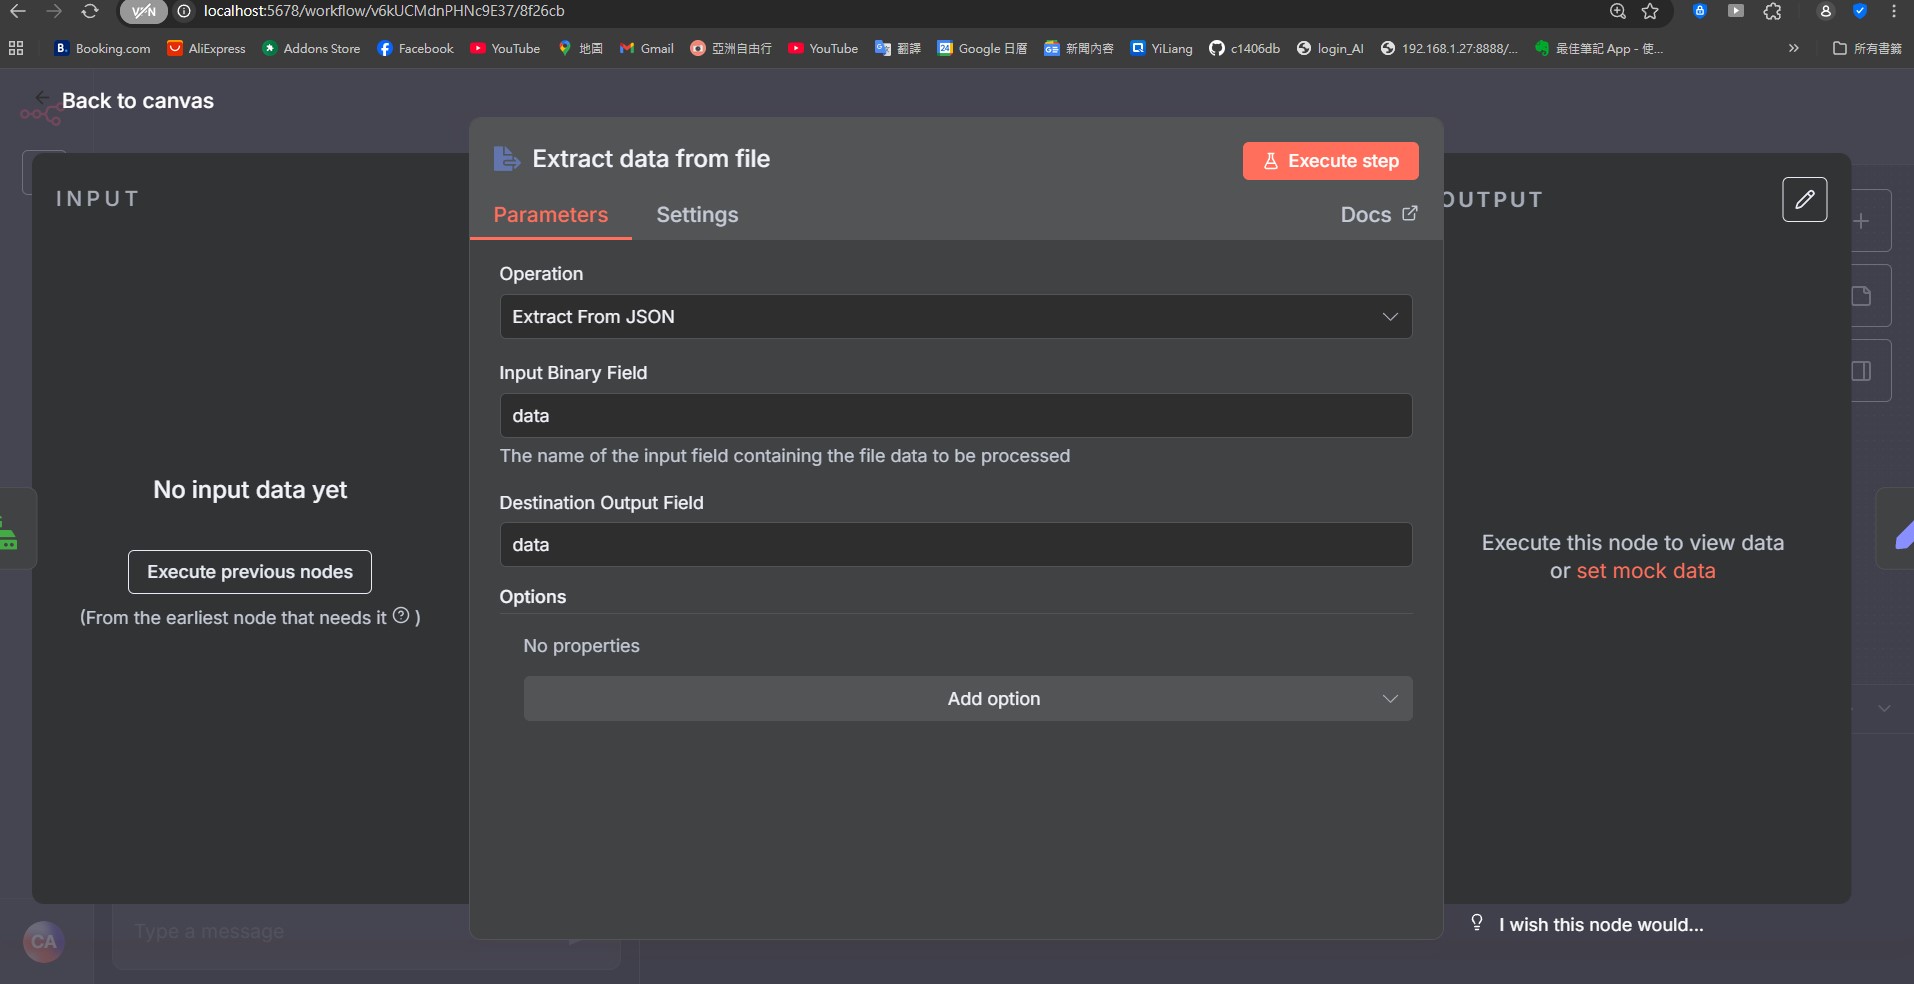 VPN
localhost:5678/workflow/v6kUCMdnPHNc9E37/8f26cb
Booking.com
AliExpress
Addons Store
Facebook
YouTube
地圖
Gmail
亞洲自由行
YouTube
翻譯
Google 日曆
新聞內容
YiLiang
c1406db
login_AI
192.168.1.27:8888/...
最佳筆記 App - 使...
所有書籤
Back to canvas
INPUT
No input data yet
Execute previous nodes
(From the earliest node that needs it ? )
Extract data from file
Execute step
Parameters
Settings
Docs
Operation
Extract From JSON
Input Binary Field
data
The name of the input field containing the file data to be processed
Destination Output Field
data
Options
No properties
Add option
OUTPUT
Execute this node to view data
or set mock data
I wish this node would...
CA
Type a message